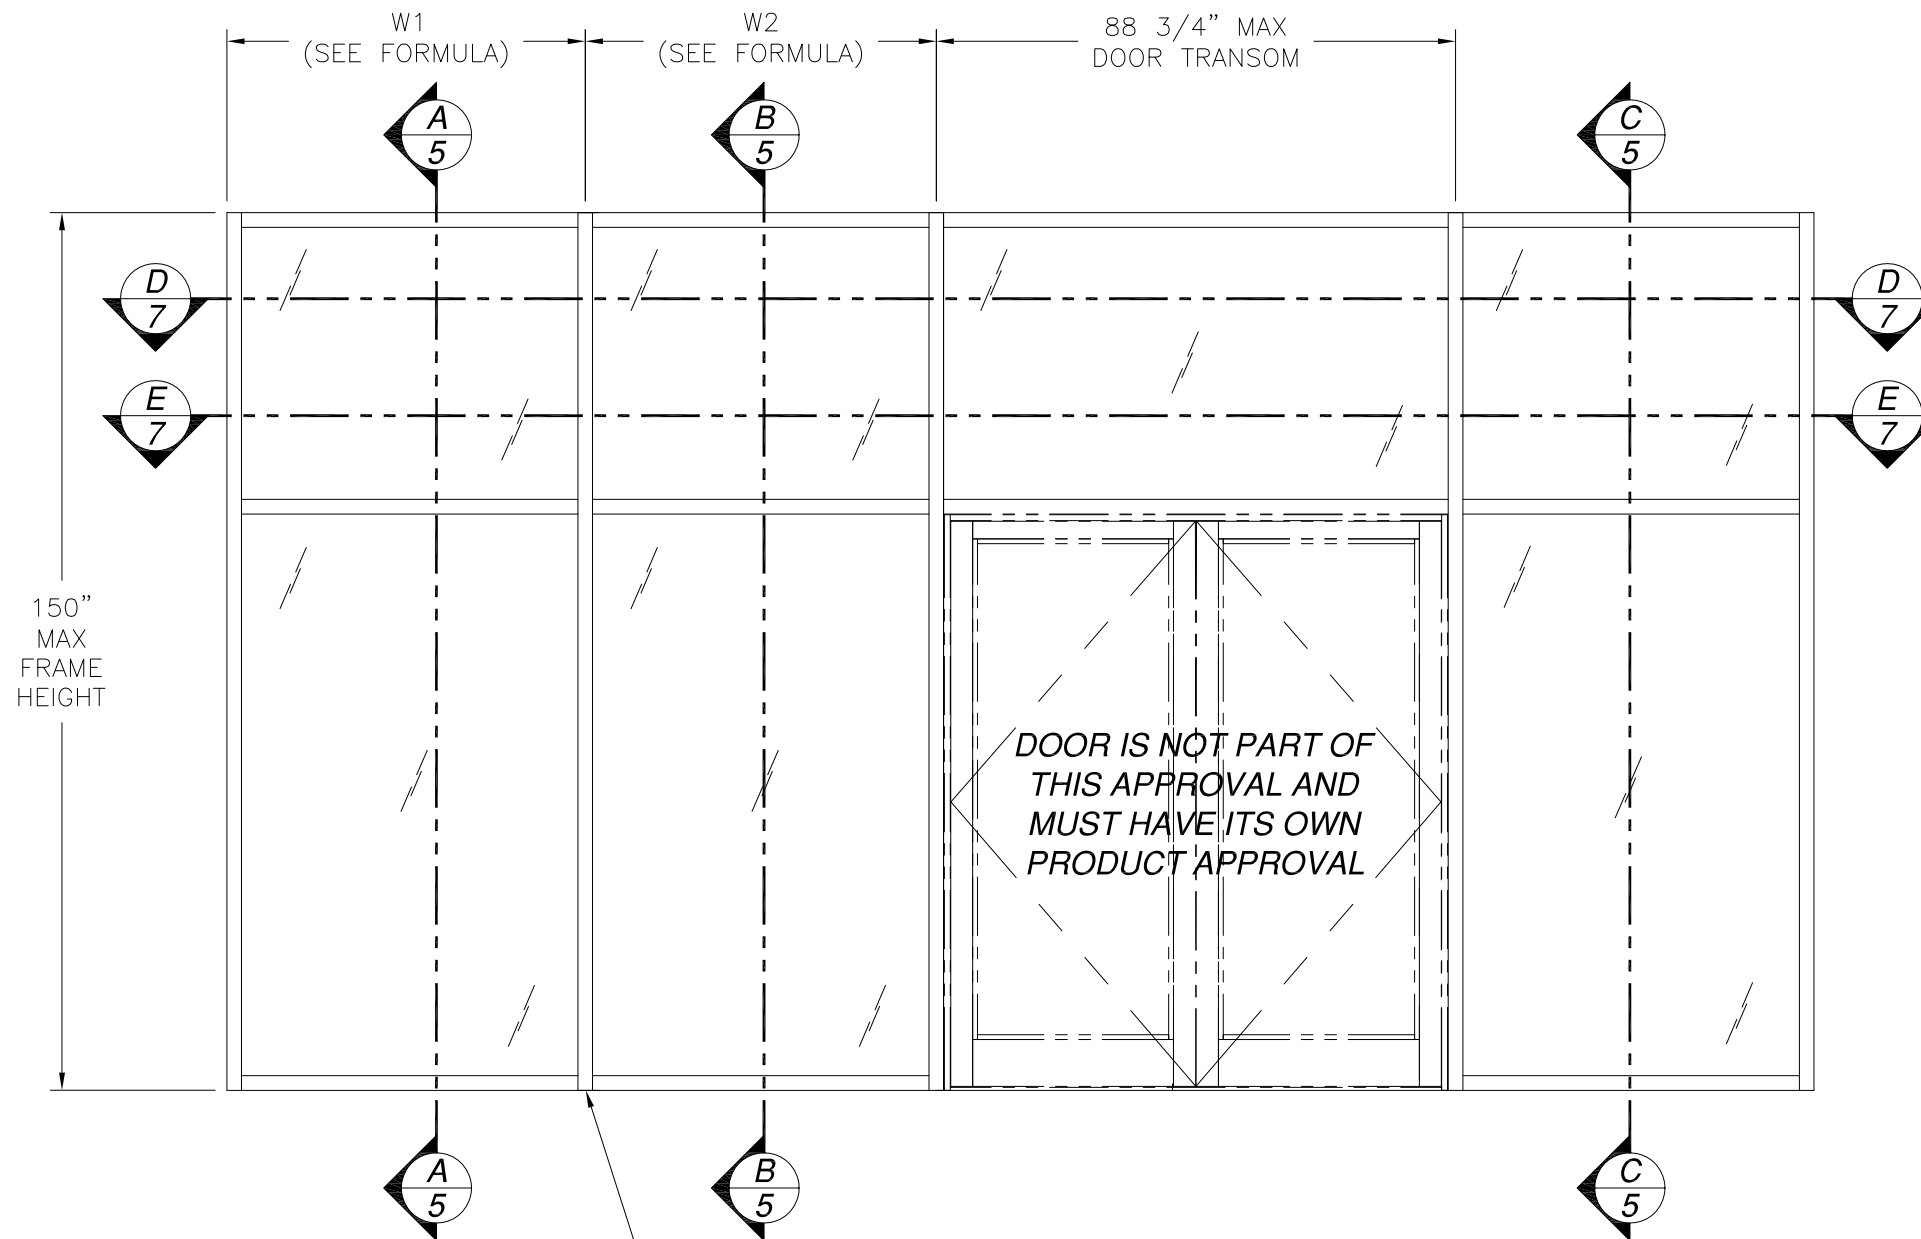 W1
(SEE FORMULA)
W2
(SEE FORMULA)
88 3/4” MAX
DOOR TRANSOM
A
5
B
5
C
5
D
7
D
7
E
7
E
7
150”
MAX
FRAME
HEIGHT
DOOR IS NOT PART OF
THIS APPROVAL AND
MUST HAVE ITS OWN
PRODUCT APPROVAL
A
5
B
5
C
5